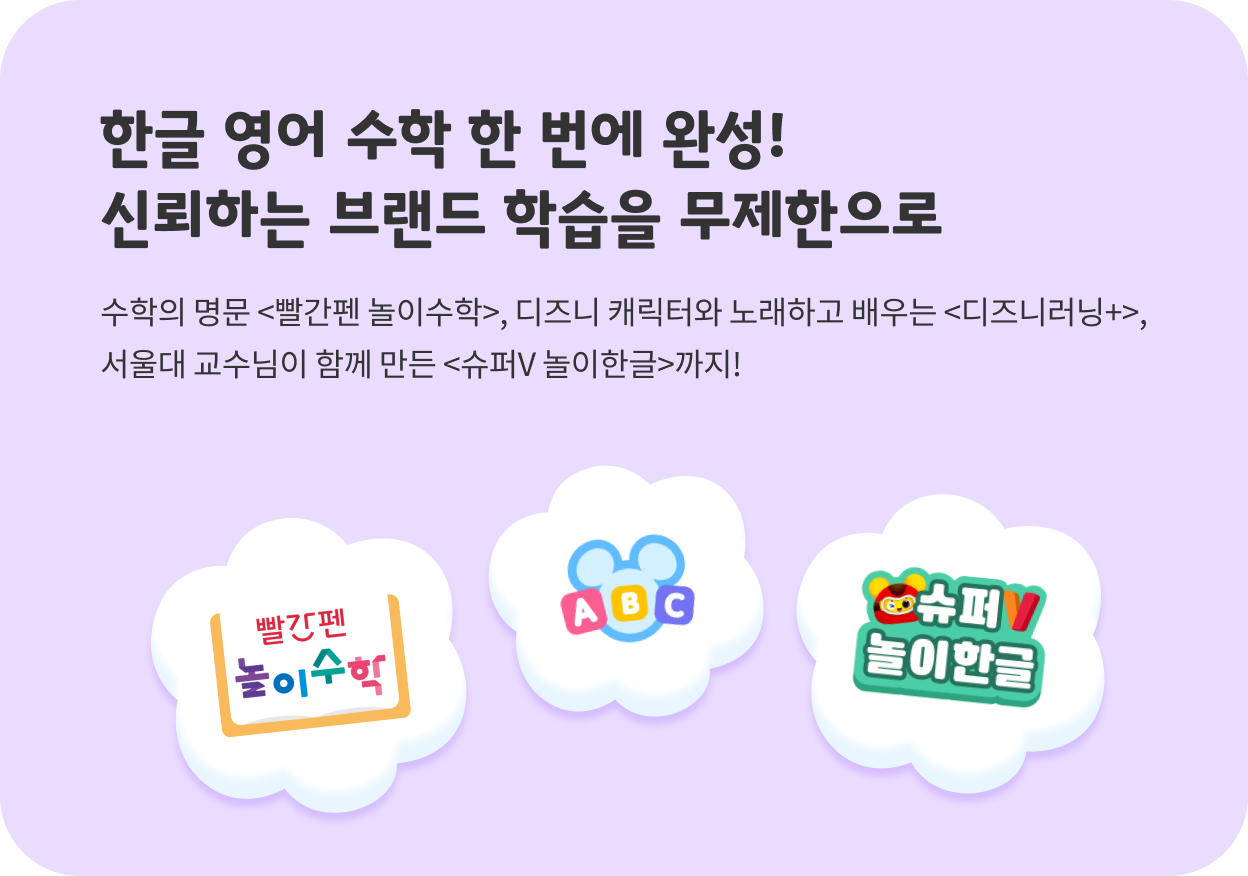 한글 영어 수학 한 번에 완성!
신뢰하는 브랜드 학습을 무제한으로
수학의 명문 <빨간펜 놀이수학>, 디즈니 캐릭터와 노래하고 배우는 <디즈니러닝+>,
서울대 교수님이 함께 만든 <슈퍼V 놀이한글>까지!
빨간펜
놀이수학
A B C
슈퍼V
놀이한글